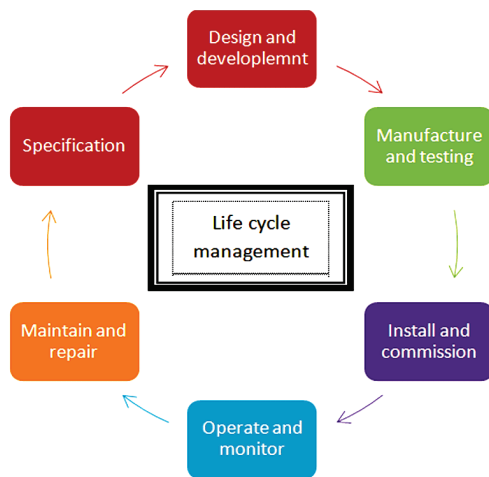 Design and
developlemnt
Specification
Manufacture
and testing
Life cycle
management
Maintain and
repair
Install and
commission
Operate and
monitor